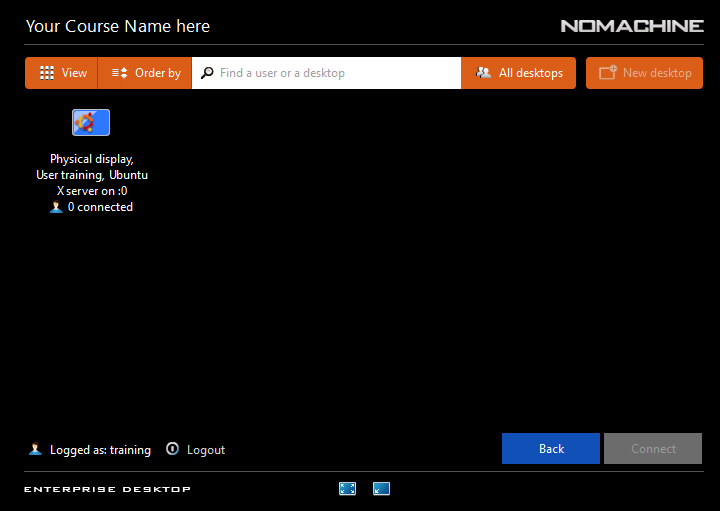 Your Course Name here
NOMACHINE
View
Order by
Find a user or a desktop
All desktops
New desktop
Physical display,
User training, Ubuntu
X server on :0
0 connected
Logged as: training
Logout
Back
Connect
ENTERPRISE DESKTOP